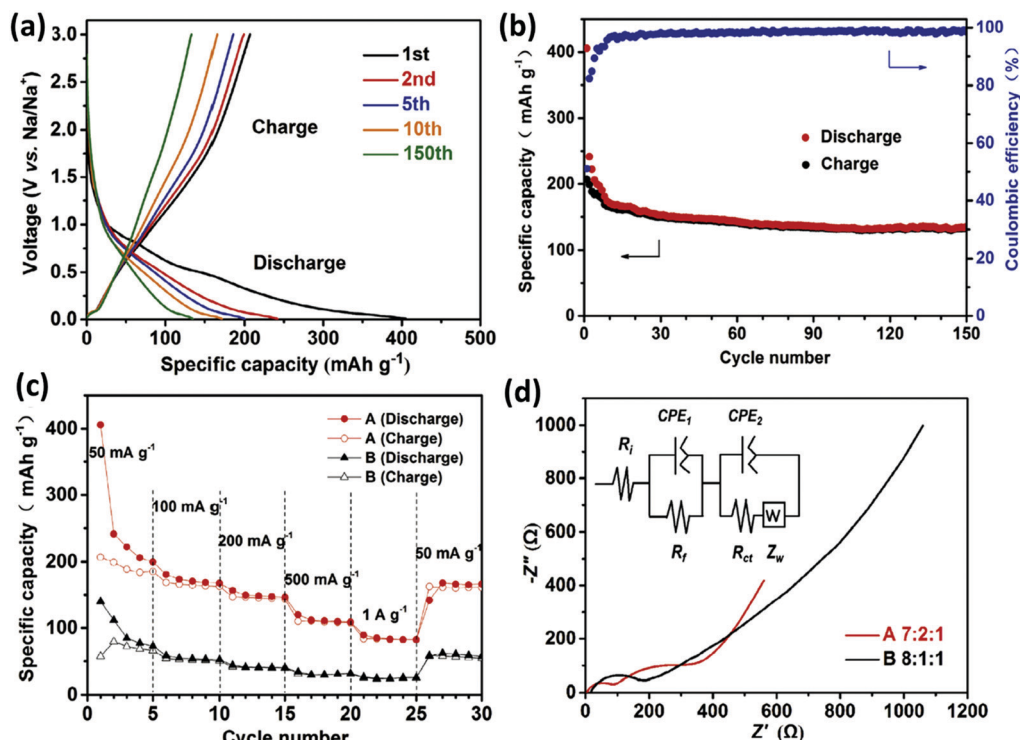 (a)
3.0
2.5
2.0
1.5
1.0
0.5
0.0
Voltage (V vs. Na/Na⁺)
1st
2nd
5th
10th
150th
Charge
Discharge
0 100 200 300 400 500
Specific capacity (mAh g⁻¹)
(b)
400
300
200
100
0
Specific capacity ( mAh g⁻¹)
Discharge
Charge
100
80
60
40
20
0
Coulombic efficiency (%)
0 30 60 90 120 150
Cycle number
(c)
400
300
200
100
0
Specific capacity ( mAh g⁻¹)
A (Discharge)
A (Charge)
B (Discharge)
B (Charge)
50 mA g⁻¹
100 mA g⁻¹
200 mA g⁻¹
500 mA g⁻¹
1 A g⁻¹
50 mA g⁻¹
0 5 10 15 20 25 30
Cycle number
(d)
1000
800
600
400
200
0
-Z″ (Ω)
CPE₁
CPE₂
Rᵢ
W
R_f
R_ct
Z_w
A 7:2:1
B 8:1:1
0 200 400 600 800 1000 1200
Z′ (Ω)